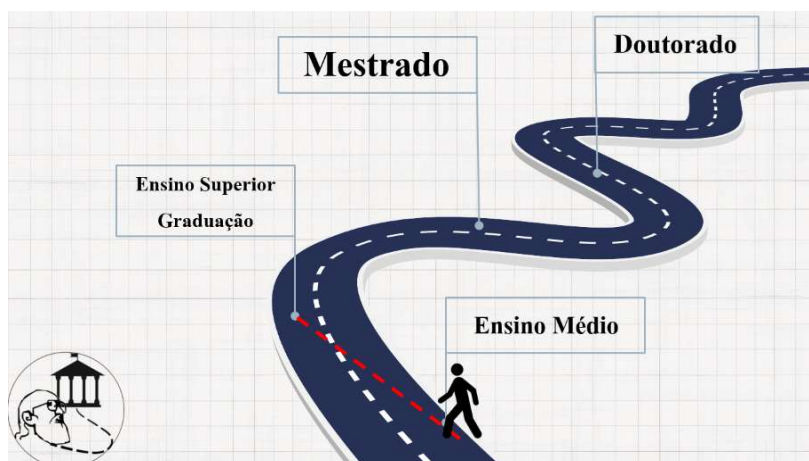 Mestrado
Doutorado
Ensino Superior
Graduação
Ensino Médio